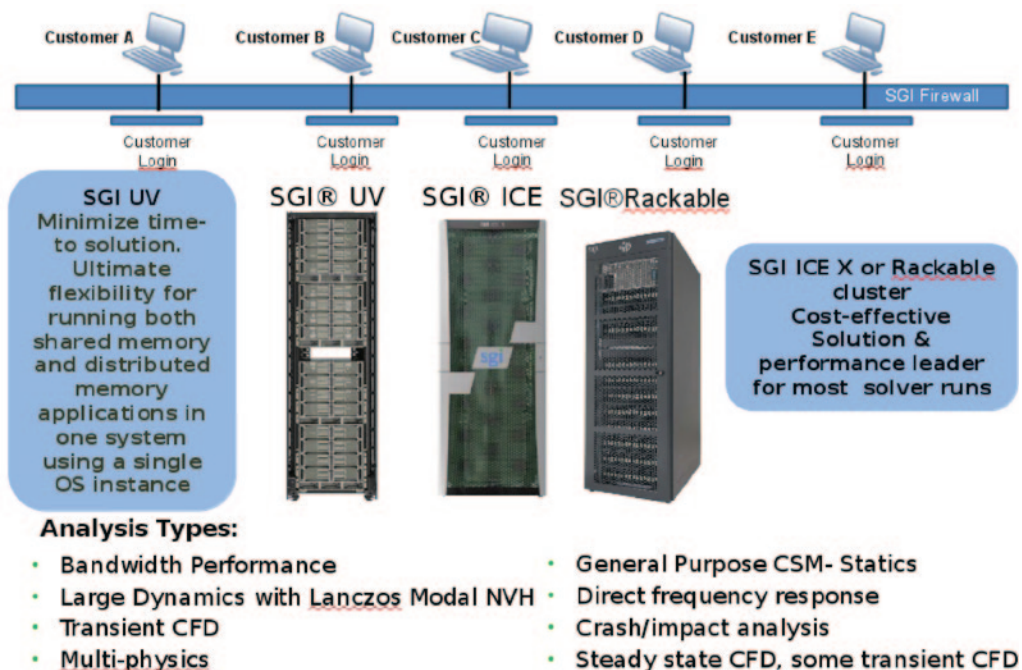 Customer A
Customer B
Customer C
Customer D
Customer E
SGI Firewall
Customer
Login
Customer
Login
Customer
Login
Customer
Login
Customer
Login
SGI UV
Minimize time-
to solution.
Ultimate
flexibility for
running both
shared memory
and distributed
memory
applications in
one system
using a single
OS instance
SGI® UV
SGI® ICE
SGI®Rackable
sgi
SGI ICE X or Rackable
cluster
Cost-effective
Solution &
performance leader
for most solver runs
Analysis Types:
• Bandwidth Performance
• Large Dynamics with Lanczos Modal NVH
• Transient CFD
• Multi-physics
• General Purpose CSM- Statics
• Direct frequency response
• Crash/impact analysis
• Steady state CFD, some transient CFD